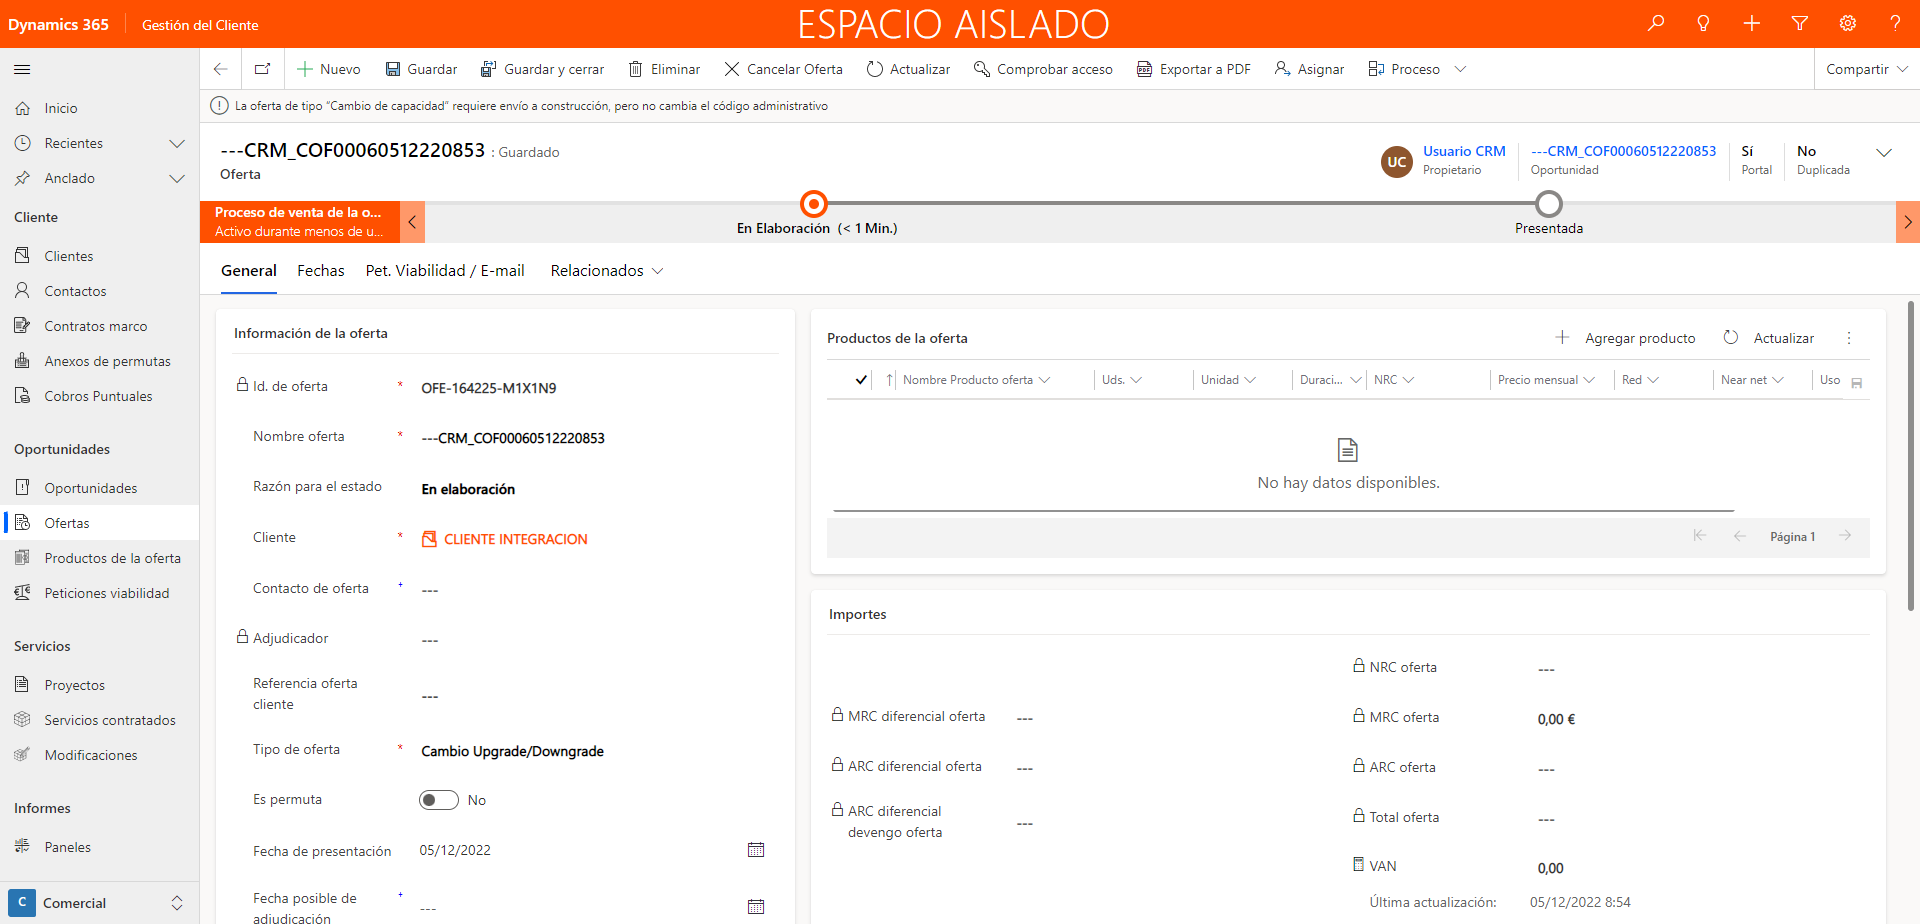 Dynamics 365
Gestión del Cliente
ESPACIO AISLADO
Nuevo
Guardar
Guardar y cerrar
Eliminar
Cancelar Oferta
Actualizar
Comprobar acceso
Exportar a PDF
Asignar
Proceso
Compartir
La oferta de tipo "Cambio de capacidad" requiere envío a construcción, pero no cambia el código administrativo
Inicio
Recientes
Anclado
Cliente
Clientes
Contactos
Contratos marco
Anexos de permutas
Cobros Puntuales
Oportunidades
Oportunidades
Ofertas
Productos de la oferta
Peticiones viabilidad
Servicios
Proyectos
Servicios contratados
Modificaciones
Informes
Paneles
C Comercial
---CRM_COF00060512220853 : Guardado
Oferta
UC
Usuario CRM
Propietario
---CRM_COF00060512220853
Oportunidad
Sí
Portal
No
Duplicada
Proceso de venta de la o...
Activo durante menos de u...
En Elaboración (< 1 Min.)
Presentada
General
Fechas
Pet. Viabilidad / E-mail
Relacionados
Información de la oferta
Id. de oferta * OFE-164225-M1X1N9
Nombre oferta * ---CRM_COF00060512220853
Razón para el estado En elaboración
Cliente * CLIENTE INTEGRACION
Contacto de oferta + ---
Adjudicador ---
Referencia oferta
cliente ---
Tipo de oferta * Cambio Upgrade/Downgrade
Es permuta No
Fecha de presentación 05/12/2022
Fecha posible de + ---
adjudicación
Productos de la oferta
Agregar producto
Actualizar
Nombre Producto oferta
Uds.
Unidad
Duraci...
NRC
Precio mensual
Red
Near net
Uso
No hay datos disponibles.
Página 1
Importes
NRC oferta ---
MRC diferencial oferta ---
MRC oferta 0,00 €
ARC diferencial oferta ---
ARC oferta ---
ARC diferencial
devengo oferta ---
Total oferta ---
VAN 0,00
Última actualización: 05/12/2022 8:54